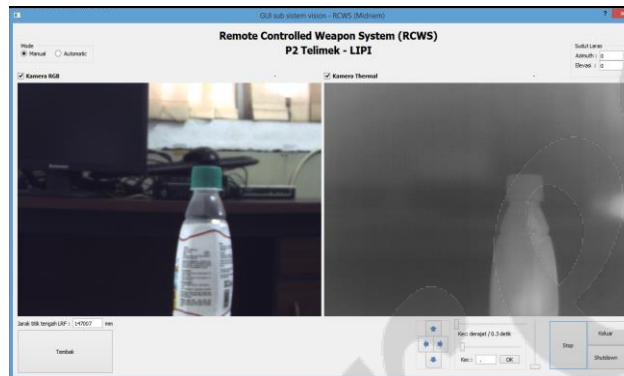 GUI sub sistem vision - RCWS (Midriem)
Remote Controlled Weapon System (RCWS)
P2 Telimek - LIPI
Mode
Manual
Automatic
Sudut Laras
Azimuth : 0
Elevasi : 0
Kamera RGB
Kamera Thermal
Jarak titik tengah LRF : 147007 mm
Tembak
Kec: derajat / 0.3 detik
Kec : . OK
Stop
Keluar
Shutdown